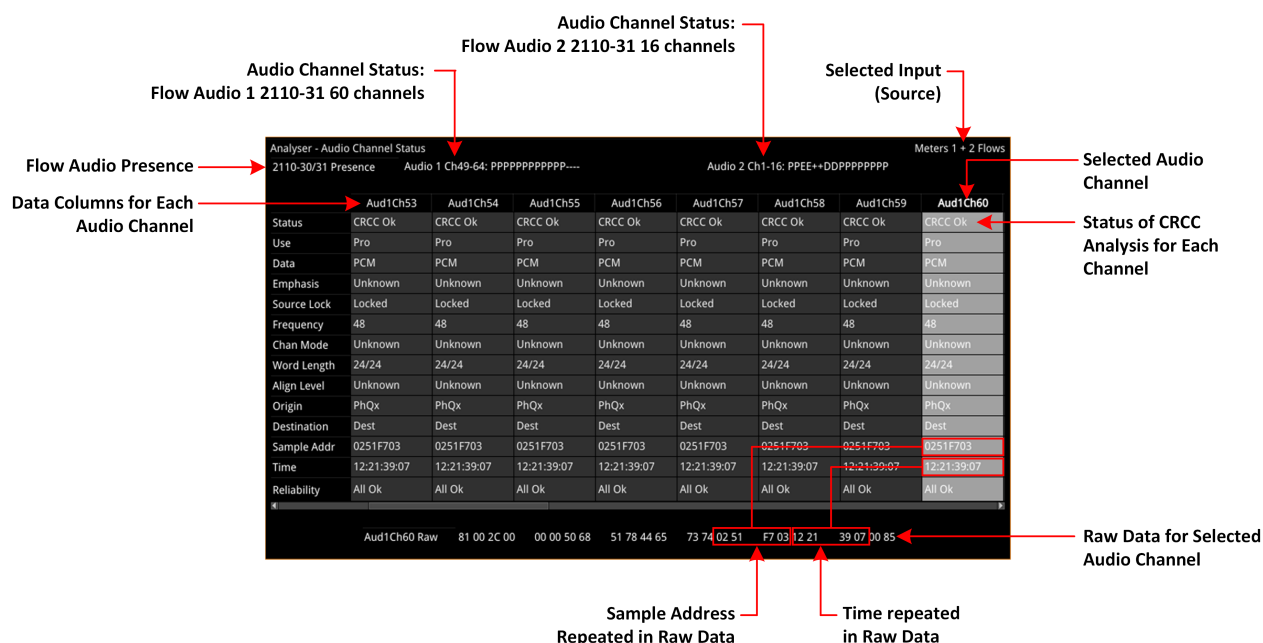 Audio Channel Status:
Flow Audio 2 2110-31 16 channels
Audio Channel Status:
Flow Audio 1 2110-31 60 channels
Selected Input
(Source)
Flow Audio Presence
Data Columns for Each
Audio Channel
Analyser - Audio Channel Status Meters 1 + 2 Flows
2110-30/31 Presence Audio 1 Ch49-64: PPPPPPPPPPPP---- Audio 2 Ch1-16: PPEE++DDPPPPPPPP
Aud1Ch53 Aud1Ch54 Aud1Ch55 Aud1Ch56 Aud1Ch57 Aud1Ch58 Aud1Ch59 Aud1Ch60
Status CRCC Ok CRCC Ok CRCC Ok CRCC Ok CRCC Ok CRCC Ok CRCC Ok CRCC Ok
Use Pro Pro Pro Pro Pro Pro Pro Pro
Data PCM PCM PCM PCM PCM PCM PCM PCM
Emphasis Unknown Unknown Unknown Unknown Unknown Unknown Unknown Unknown
Source Lock Locked Locked Locked Locked Locked Locked Locked Locked
Frequency 48 48 48 48 48 48 48 48
Chan Mode Unknown Unknown Unknown Unknown Unknown Unknown Unknown Unknown
Word Length 24/24 24/24 24/24 24/24 24/24 24/24 24/24 24/24
Align Level Unknown Unknown Unknown Unknown Unknown Unknown Unknown Unknown
Origin PhQx PhQx PhQx PhQx PhQx PhQx PhQx PhQx
Destination Dest Dest Dest Dest Dest Dest Dest Dest
Sample Addr 0251F703 0251F703 0251F703 0251F703 0251F703 0251F703 0251F703 0251F703
Time 12:21:39:07 12:21:39:07 12:21:39:07 12:21:39:07 12:21:39:07 12:21:39:07 12:21:39:07 12:21:39:07
Reliability All Ok All Ok All Ok All Ok All Ok All Ok All Ok All Ok
Aud1Ch60 Raw 81 00 2C 00 00 00 50 68 51 78 44 65 73 74 02 51 F7 03 12 21 39 07 00 85
Selected Audio
Channel
Status of CRCC
Analysis for Each
Channel
Raw Data for Selected
Audio Channel
Sample Address
Repeated in Raw Data
Time repeated
in Raw Data